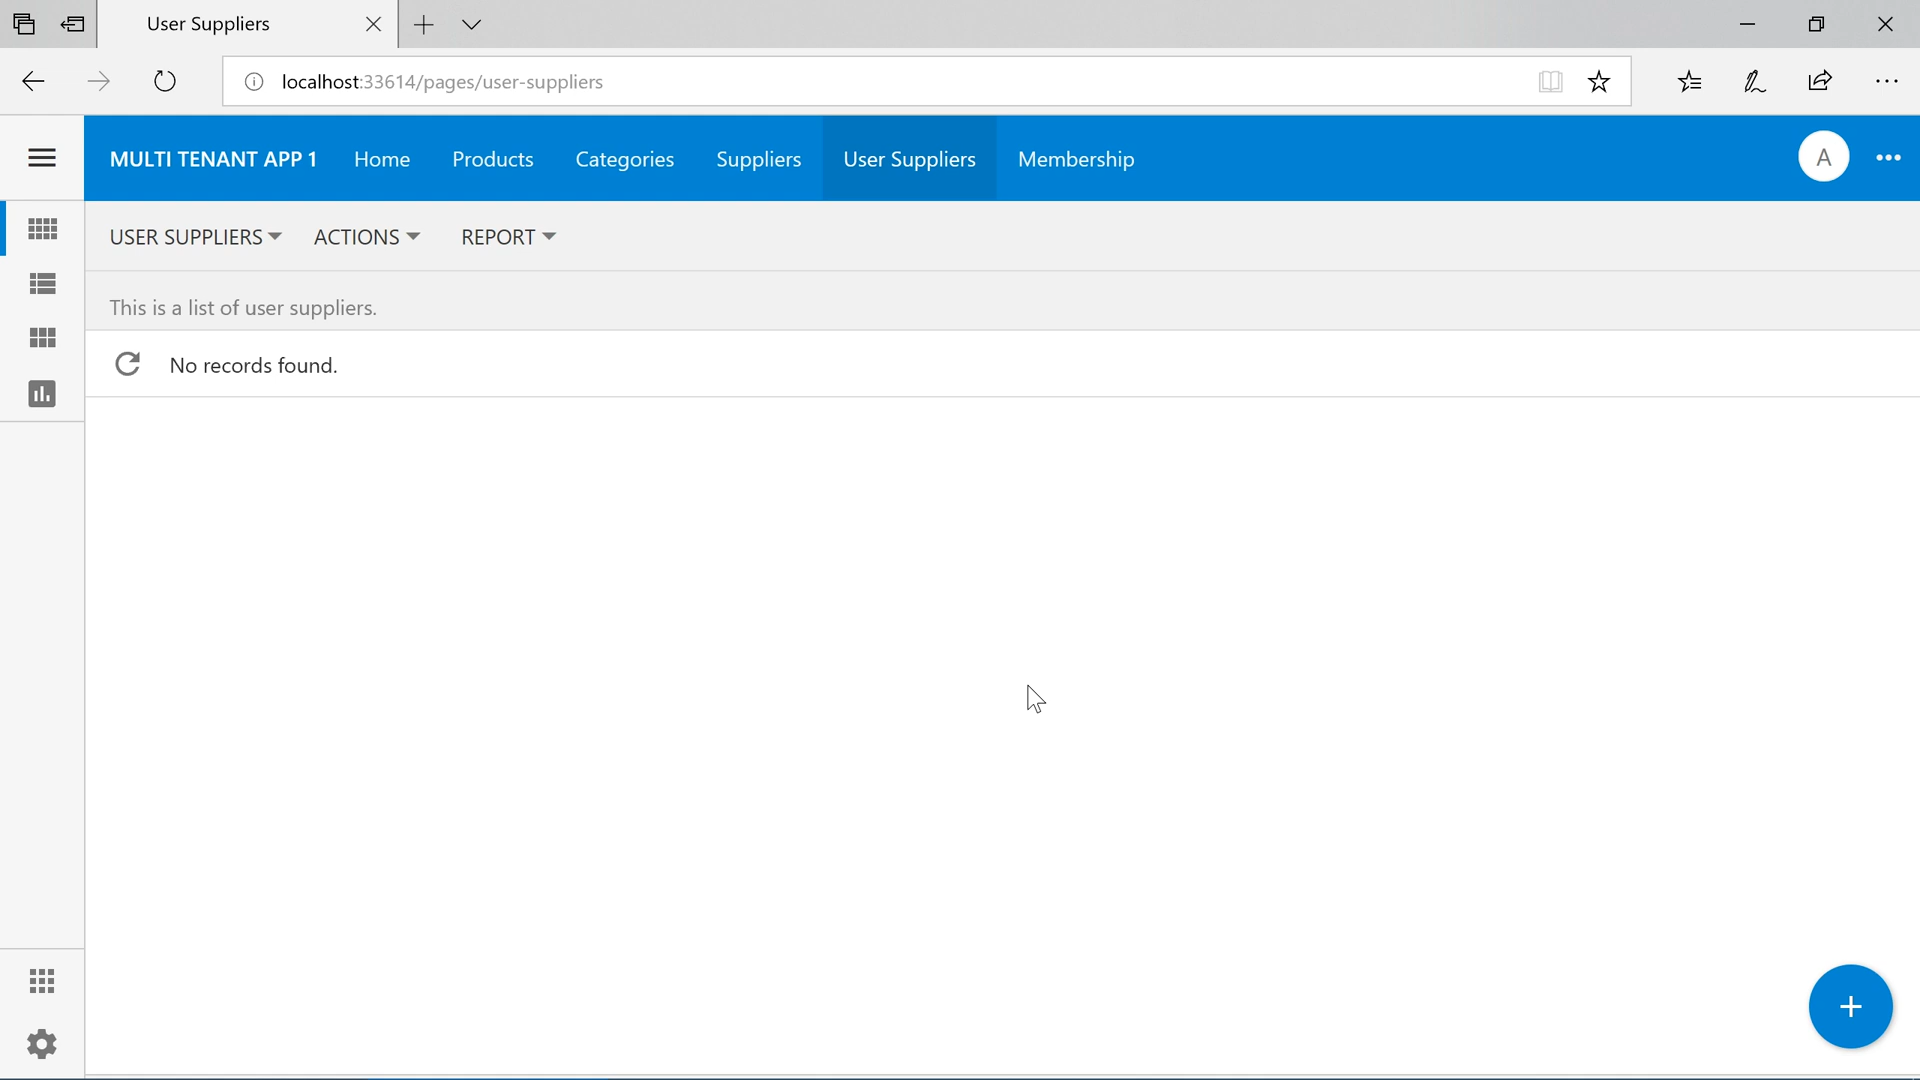 User Suppliers
localhost:33614/pages/user-suppliers
MULTI TENANT APP 1 Home Products Categories Suppliers User Suppliers Membership A
USER SUPPLIERS ACTIONS REPORT
This is a list of user suppliers.
No records found.